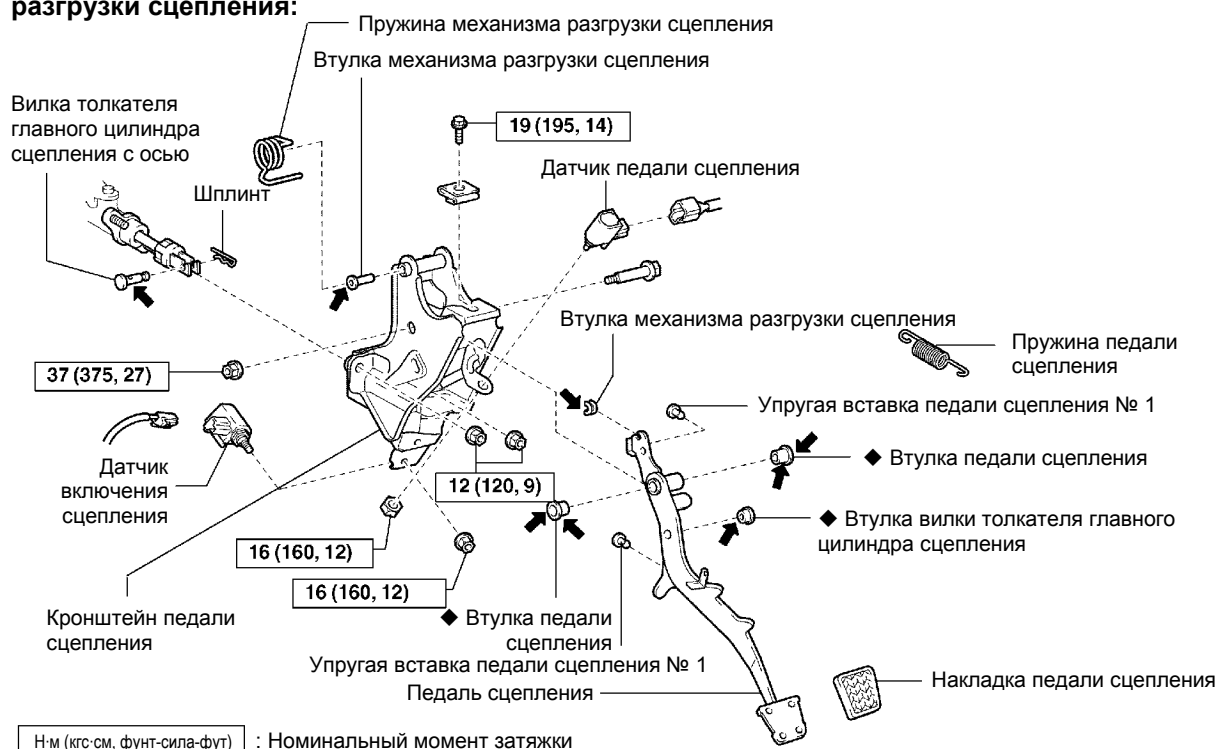 разгрузки сцепления:
Пружина механизма разгрузки сцепления
Втулка механизма разгрузки сцепления
Вилка толкателя
главного цилиндра
сцепления с осью
19 (195, 14)
Датчик педали сцепления
Шплинт
Втулка механизма разгрузки сцепления
Пружина педали
сцепления
37 (375, 27)
Упругая вставка педали сцепления № 1
Датчик
включения
сцепления
◆ Втулка педали сцепления
12 (120, 9)
◆ Втулка вилки толкателя главного
цилиндра сцепления
16 (160, 12)
16 (160, 12)
Кронштейн педали
сцепления
◆ Втулка педали
сцепления
Упругая вставка педали сцепления № 1
Педаль сцепления
Накладка педали сцепления
Н·м (кгс·см, фунт-сила-фут) : Номинальный момент затяжки